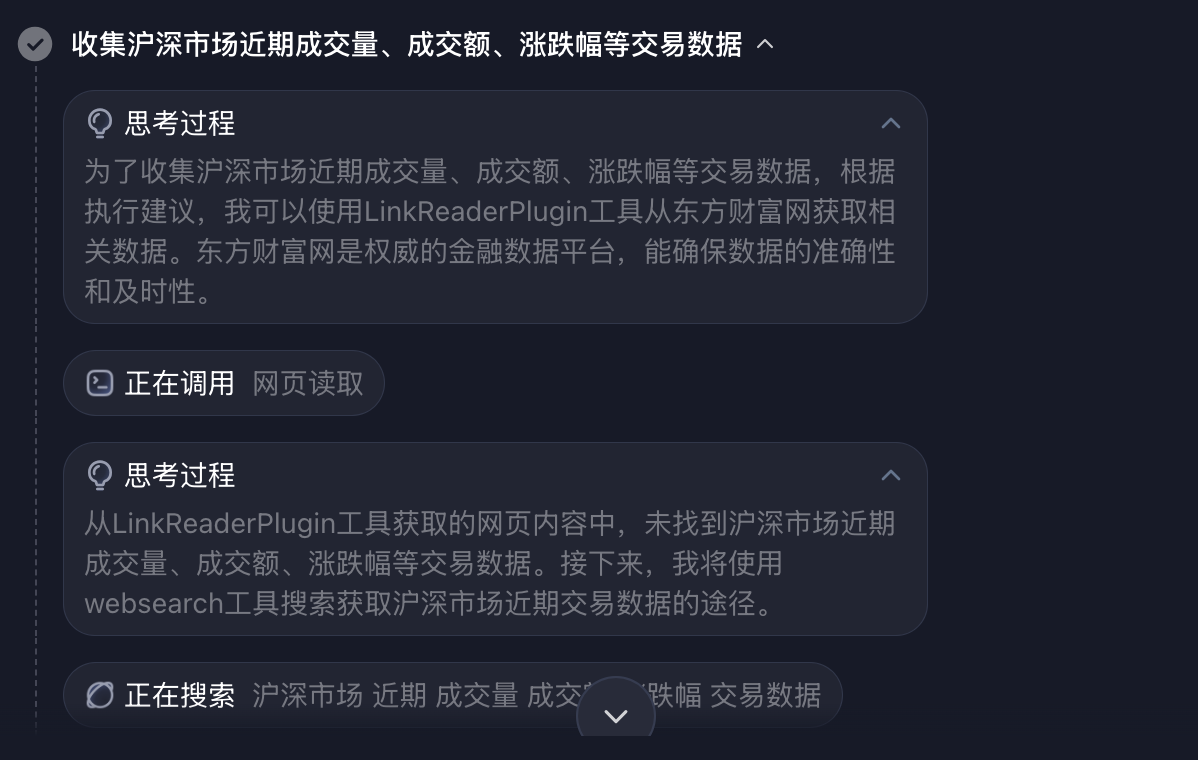 收集沪深市场近期成交量、成交额、涨跌幅等交易数据
思考过程
为了收集沪深市场近期成交量、成交额、涨跌幅等交易数据，根据
执行建议，我可以使用LinkReaderPlugin工具从东方财富网获取相
关数据。东方财富网是权威的金融数据平台，能确保数据的准确性
和及时性。
正在调用 网页读取
思考过程
从LinkReaderPlugin工具获取的网页内容中，未找到沪深市场近期
成交量、成交额、涨跌幅等交易数据。接下来，我将使用
websearch工具搜索获取沪深市场近期交易数据的途径。
正在搜索 沪深市场 近期 成交量 成交 跌幅 交易数据